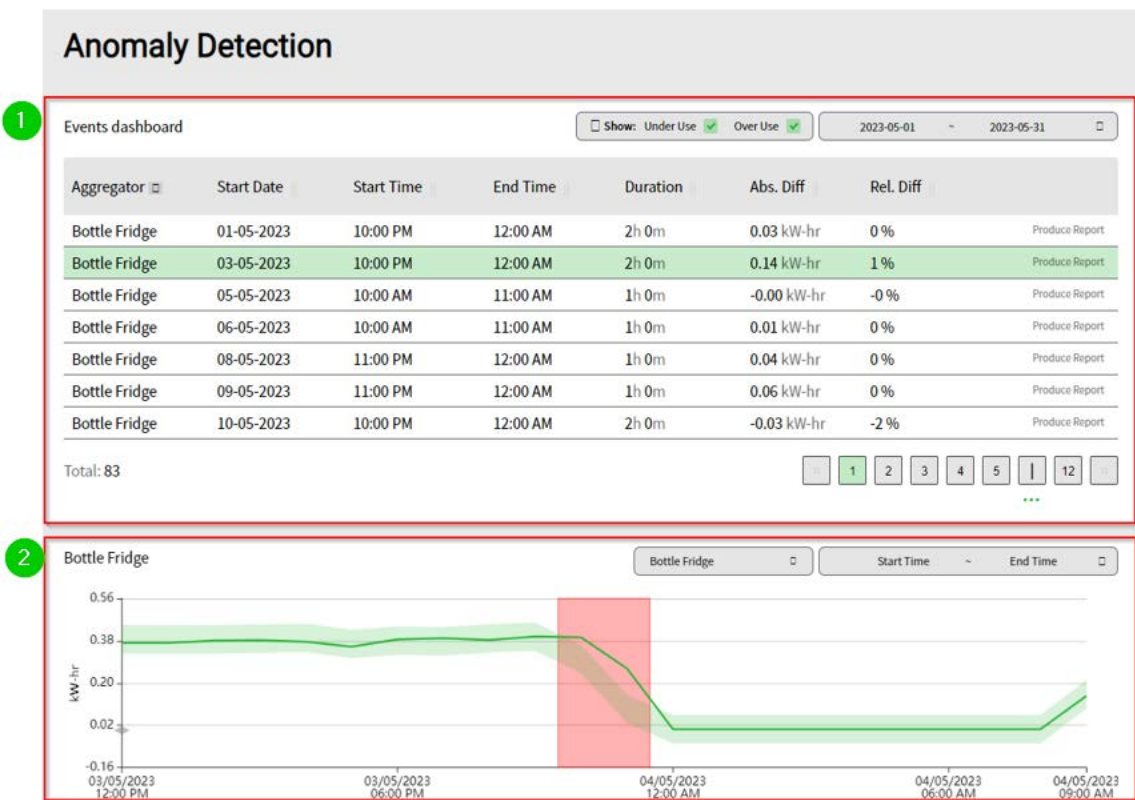 Anomaly Detection
1
Events dashboard
Show: Under Use Over Use 2023-05-01 ~ 2023-05-31
Aggregator Start Date Start Time End Time Duration Abs. Diff Rel. Diff
Bottle Fridge 01-05-2023 10:00 PM 12:00 AM 2h 0m 0.03 kW-hr 0 % Produce Report
Bottle Fridge 03-05-2023 10:00 PM 12:00 AM 2h 0m 0.14 kW-hr 1 % Produce Report
Bottle Fridge 05-05-2023 10:00 AM 11:00 AM 1h 0m -0.00 kW-hr -0 % Produce Report
Bottle Fridge 06-05-2023 10:00 AM 11:00 AM 1h 0m 0.01 kW-hr 0 % Produce Report
Bottle Fridge 08-05-2023 11:00 PM 12:00 AM 1h 0m 0.04 kW-hr 0 % Produce Report
Bottle Fridge 09-05-2023 11:00 PM 12:00 AM 1h 0m 0.06 kW-hr 0 % Produce Report
Bottle Fridge 10-05-2023 10:00 PM 12:00 AM 2h 0m -0.03 kW-hr -2 % Produce Report
Total: 83 1 2 3 4 5 | 12
•••
2
Bottle Fridge Bottle Fridge Start Time ~ End Time
0.56
0.38
kW-hr
0.20
0.02
-0.16
03/05/2023 03/05/2023 04/05/2023 04/05/2023 04/05/2023
12:00 PM 06:00 PM 12:00 AM 06:00 AM 09:00 AM